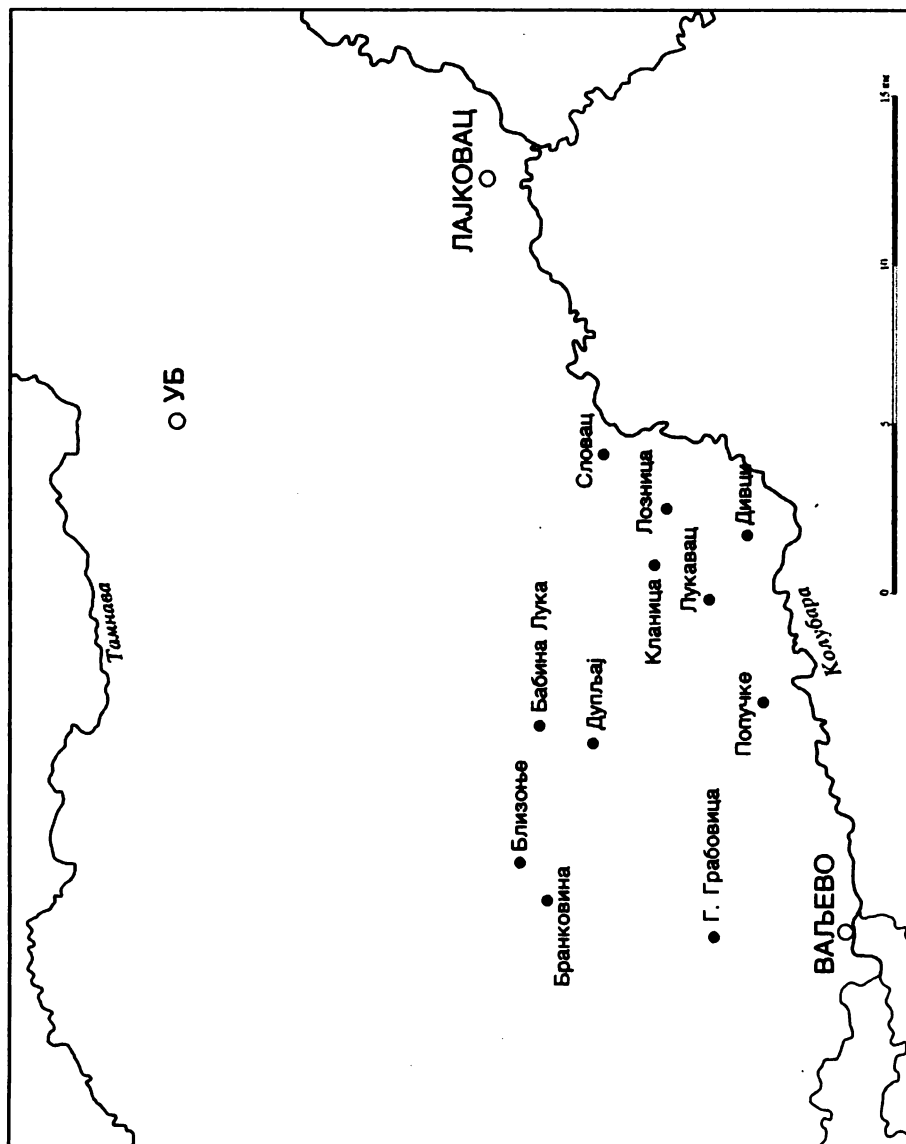 Тамнава
УБ
ЛАЈКОВАЦ
Близоње
Бабина Лука
Бранковина
Дупљај
Словац
Кланица
Лозница
Г. Грабовица
Лукавац
Дивци
Попучке
ВАЉЕВО
Колубара
0 5 10 15 км